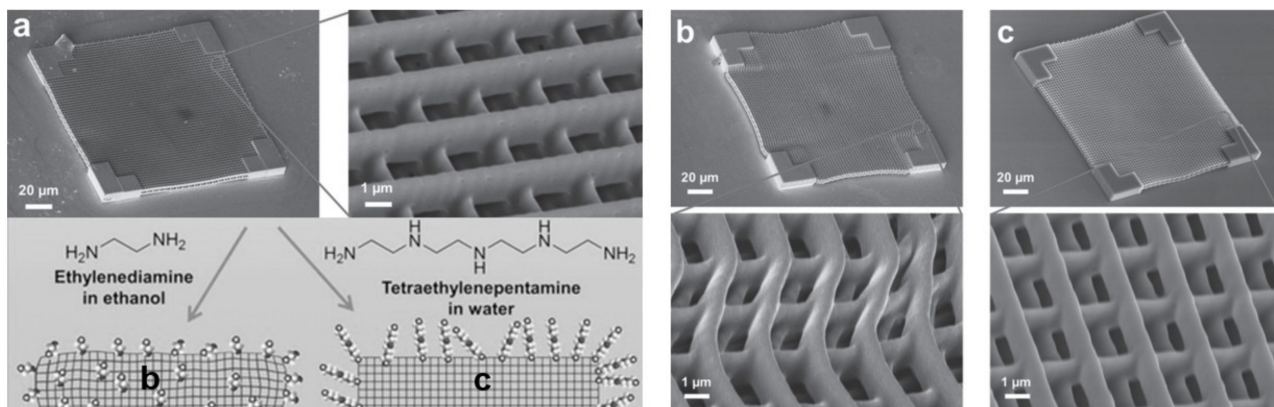 a
20 µm
1 µm
H₂N
NH₂
Ethylenediamine
in ethanol
H₂N
H
N
N
H
H
N
NH₂
Tetraethylenepentamine
in water
b
c
b
20 µm
1 µm
c
20 µm
1 µm